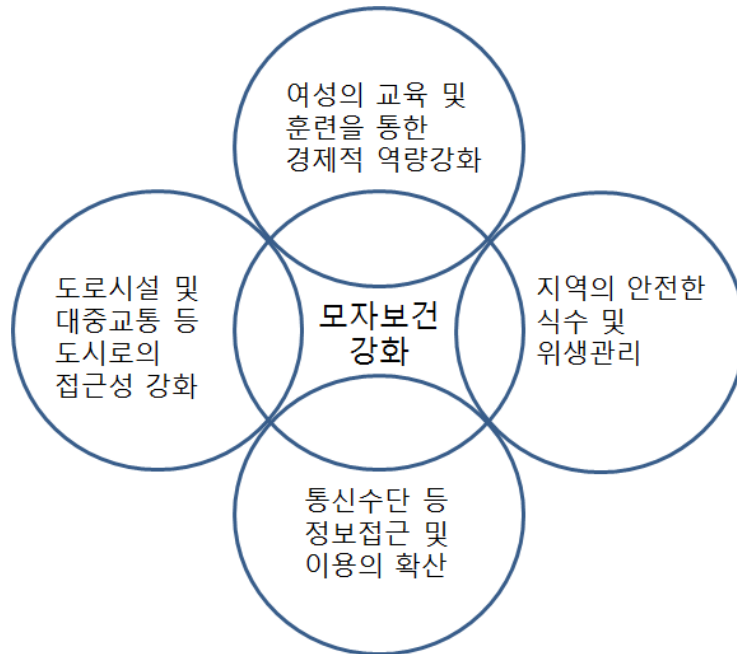 여성의 교육 및
훈련을 통한
경제적 역량강화
도로시설 및
대중교통 등
도시로의
접근성 강화
모자보건
강화
지역의 안전한
식수 및
위생관리
통신수단 등
정보접근 및
이용의 확산